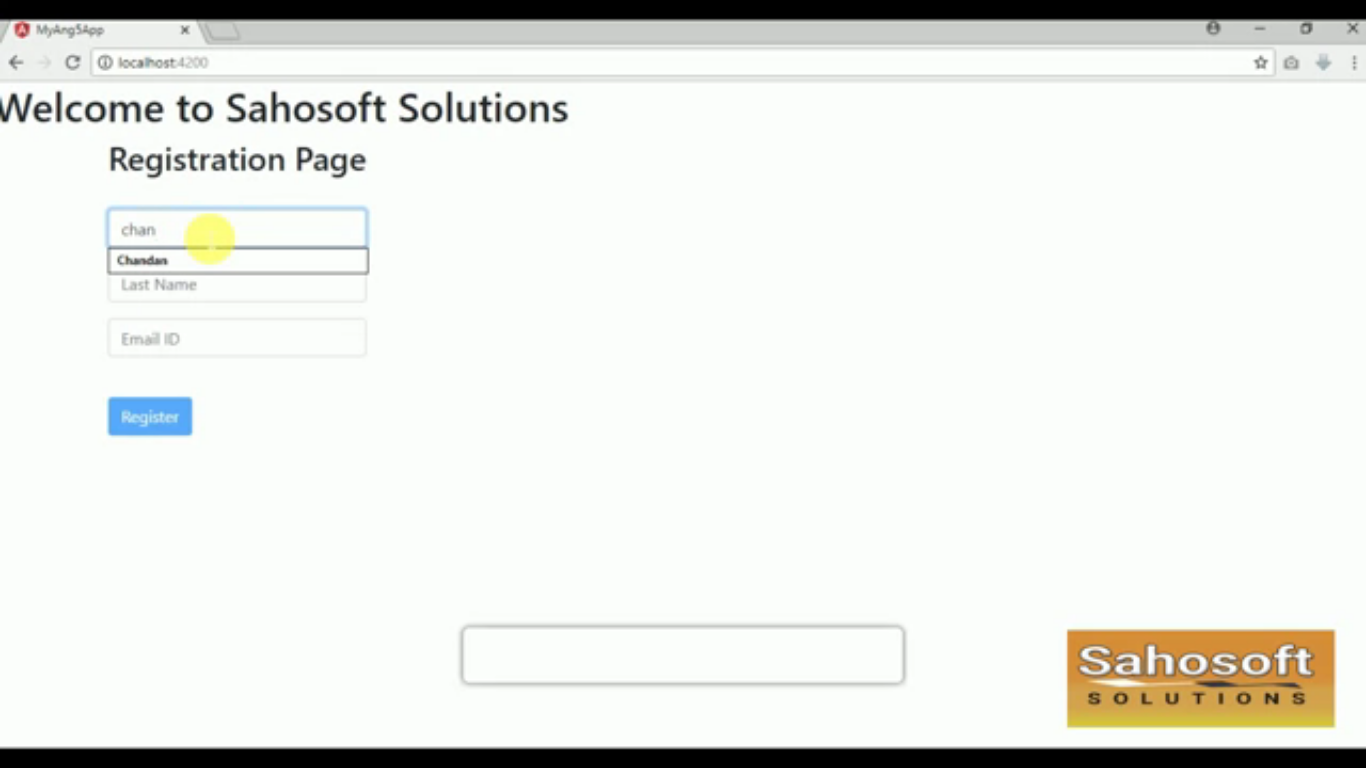 MyAng5App
localhost:4200
Welcome to Sahosoft Solutions
Registration Page
chan
Chandan
Last Name
Email ID
Register
Sahosoft
SOLUTIONS